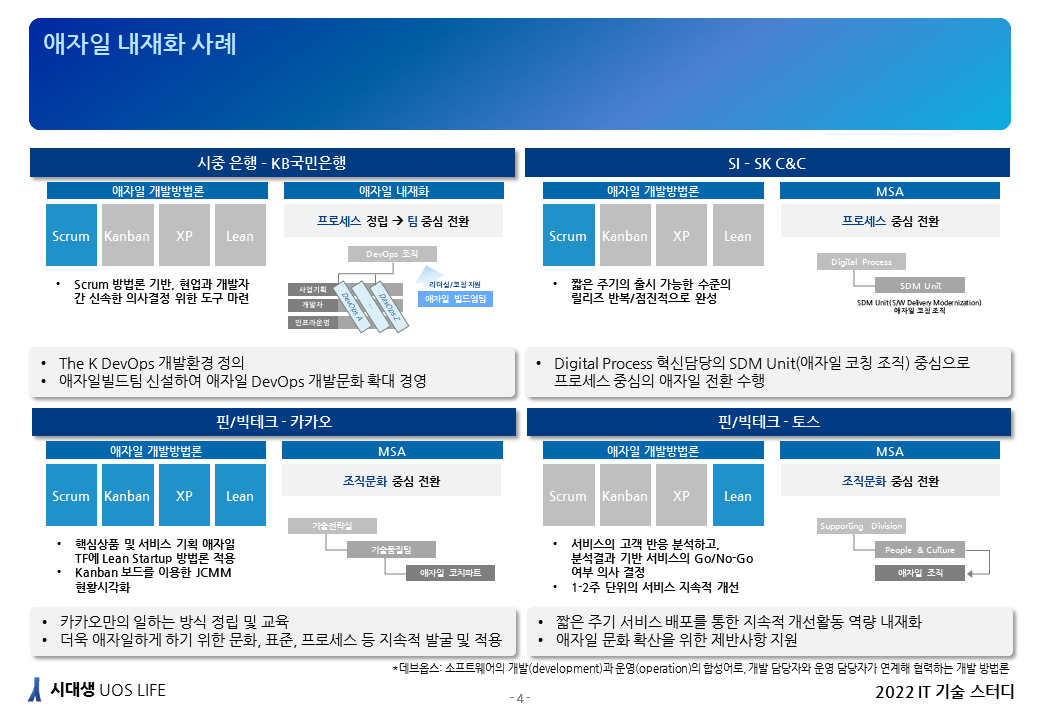 애자일 내재화 사례
시중 은행 – KB국민은행
애자일 개발방법론
애자일 내재화
Scrum
Kanban
XP
Lean
프로세스 정립 → 팀 중심 전환
DevOps 조직
사업기획
개발자
인프라운영
DevOps A
...
DevOps Z
리더십/코칭 지원
애자일 빌드업팀
• Scrum 방법론 기반, 현업과 개발자
간 신속한 의사결정 위한 도구 마련
• The K DevOps 개발환경 정의
• 애자일빌드팀 신설하여 애자일 DevOps 개발문화 확대 경영
SI – SK C&C
애자일 개발방법론
MSA
Scrum
Kanban
XP
Lean
프로세스 중심 전환
Digital Process
SDM Unit
SDM Unit(S/W Delivery Modernization)
애자일 코칭 조직
• 짧은 주기의 출시 가능한 수준의
릴리즈 반복/점진적으로 완성
• Digital Process 혁신담당의 SDM Unit(애자일 코칭 조직) 중심으로
프로세스 중심의 애자일 전환 수행
핀/빅테크 - 카카오
애자일 개발방법론
MSA
Scrum
Kanban
XP
Lean
조직문화 중심 전환
기술전략실
기술품질팀
애자일 코치파트
• 핵심상품 및 서비스 기획 애자일
TF에 Lean Startup 방법론 적용
• Kanban 보드를 이용한 JCMM
현황시각화
• 카카오만의 일하는 방식 정립 및 교육
• 더욱 애자일하게 하기 위한 문화, 표준, 프로세스 등 지속적 발굴 및 적용
핀/빅테크 - 토스
애자일 개발방법론
MSA
Scrum
Kanban
XP
Lean
조직문화 중심 전환
Supporting Division
People & Culture
애자일 조직
• 서비스의 고객 반응 분석하고,
분석결과 기반 서비스의 Go/No-Go
여부 의사 결정
• 1-2주 단위의 서비스 지속적 개선
• 짧은 주기 서비스 배포를 통한 지속적 개선활동 역량 내재화
• 애자일 문화 확산을 위한 제반사항 지원
*데브옵스: 소프트웨어의 개발(development)과 운영(operation)의 합성어로, 개발 담당자와 운영 담당자가 연계해 협력하는 개발 방법론
시대생 UOS LIFE
- 4 -
2022 IT 기술 스터디